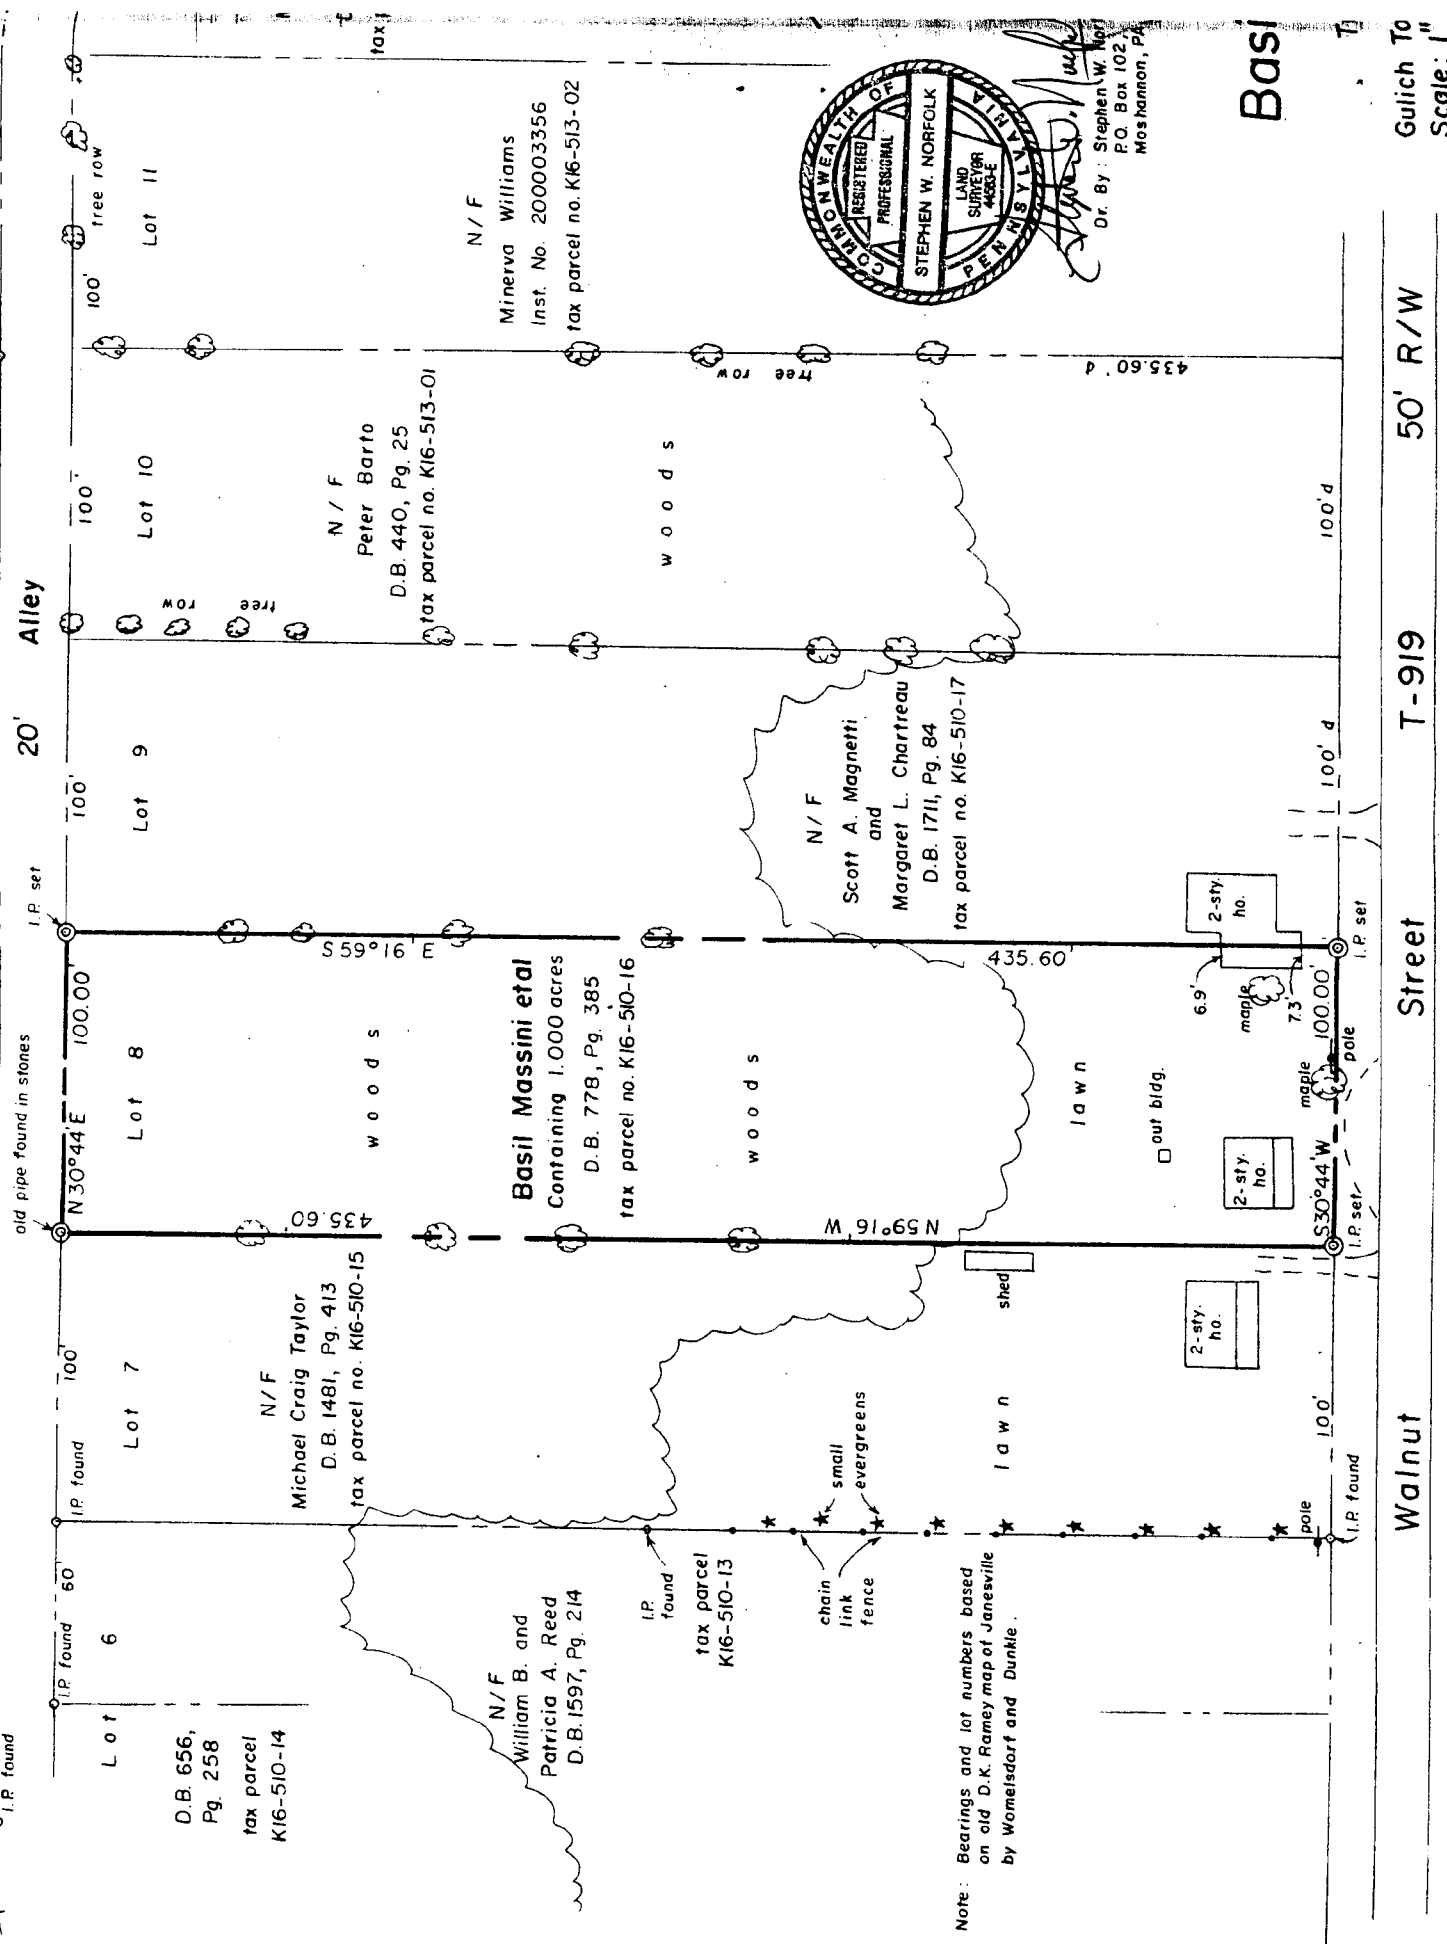 I.P. found
20' Alley
Lot
D.B. 656,
Pg. 258
tax parcel
K16-510-14
I.P. found
60'
I.P. found
6
100'
Lot 7
old pipe found in stones
N 30°44' E
100.00'
I.P. set
Lot 8
100'
Lot 9
100'
Lot 10
100'
tree row
Lot 11
tax
N/F
William B. and
Patricia A. Reed
D.B. 1597, Pg. 214
N/F
Michael Craig Taylor
D.B. 1481, Pg. 413
tax parcel no. K16-510-15
435.60'
N 59°16' W
woods
Basil Massini etal
Containing 1.000 acres
D.B. 778, Pg. 385
tax parcel no. K16-510-16
woods
S 59°16' E
435.60'
tree row
N/F
Peter Barto
D.B. 440, Pg. 25
tax parcel no. K16-513-01
woods
N/F
Minerva Williams
Inst. No. 200003356
tax parcel no. K16-513-02
tree row
435.60' d
I.P.
found
tax parcel
K16-510-13
chain
link
fence
small
evergreens
shed
lawn
N/F
Scott A. Magnetti
and
Margaret L. Chartreau
D.B. 1711, Pg. 84
tax parcel no. K16-510-17
lawn
out bldg.
2-sty.
ho.
2-sty.
ho.
2-sty.
ho.
6.9'
maple
7.3'
maple
pole
Note: Bearings and lot numbers based
on old D.K. Ramey map of Janesville
by Womelsdorf and Dunkle.
pole
I.P. found
100'
I.P. set
S 30°44' W
100.00'
I.P. set
100' d
100' d
Walnut Street T-919 50' R/W
COMMONWEALTH OF
REGISTERED
PROFESSIONAL
STEPHEN W. NORFOLK
LAND
SURVEYOR
PENNSYLVANIA
Dr. By: Stephen W. Nor
P.O. Box 102,
Moshannon, PA
Basi
Gulich To
Scale: 1"